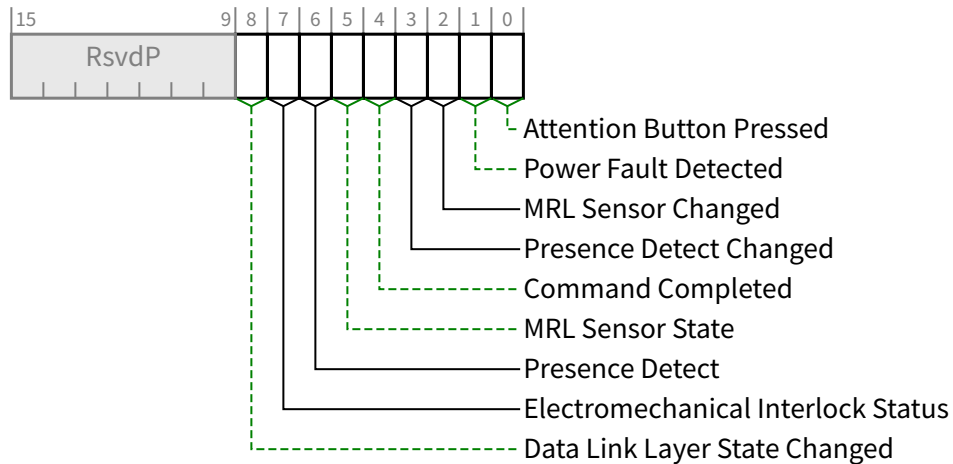 15 9 8 7 6 5 4 3 2 1 0
RsvdP
Attention Button Pressed
Power Fault Detected
MRL Sensor Changed
Presence Detect Changed
Command Completed
MRL Sensor State
Presence Detect
Electromechanical Interlock Status
Data Link Layer State Changed